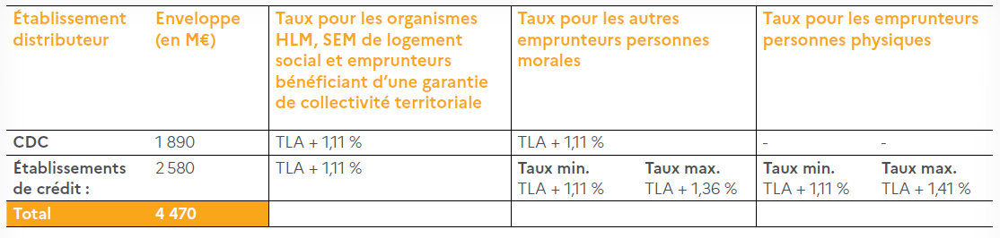 Établissement distributeur
Enveloppe (en M€)
Taux pour les organismes HLM, SEM de logement social et emprunteurs bénéficiant d’une garantie de collectivité territoriale
Taux pour les autres emprunteurs personnes morales
Taux pour les emprunteurs personnes physiques
CDC 1 890 TLA + 1,11 % TLA + 1,11 % - -
Établissements de crédit : 2 580 TLA + 1,11 % Taux min. TLA + 1,11 % Taux max. TLA + 1,36 % Taux min. TLA + 1,11 % Taux max. TLA + 1,41 %
Total 4 470